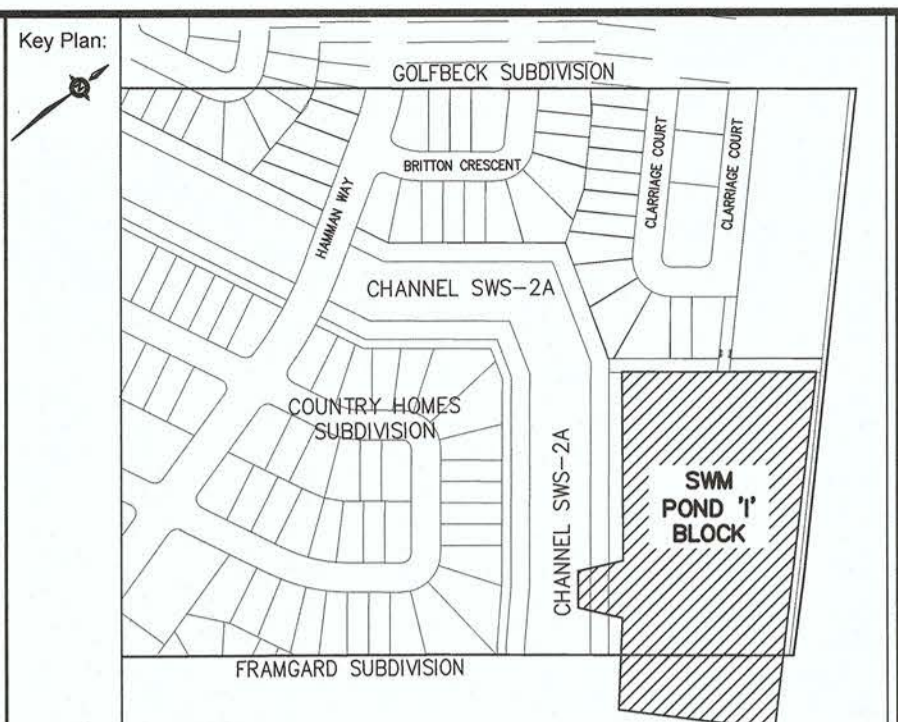 Key Plan:
N
GOLFBECK SUBDIVISION
BRITTON CRESCENT
HAMMAN WAY
CLARRIAGE COURT
CLARRIAGE COURT
CHANNEL SWS-2A
COUNTRY HOMES
SUBDIVISION
CHANNEL SWS-2A
SWM
POND 'I'
BLOCK
FRAMGARD SUBDIVISION